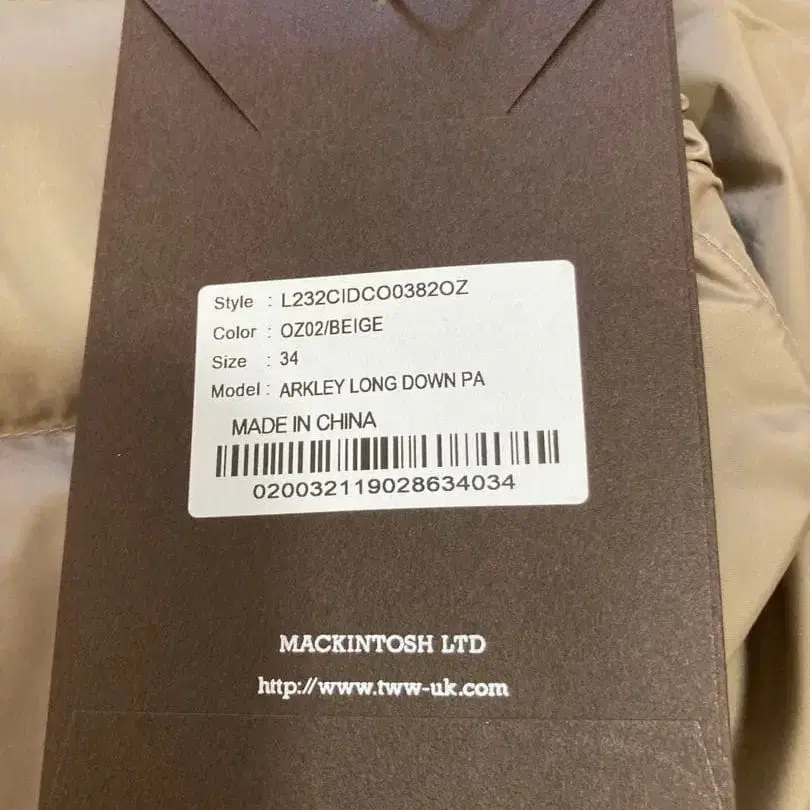 Style : L232CIDCO0382OZ
Color : OZ02/BEIGE
Size : 34
Model : ARKLEY LONG DOWN PA
MADE IN CHINA
020032119028634034
MACKINTOSH LTD
http://www.tww-uk.com